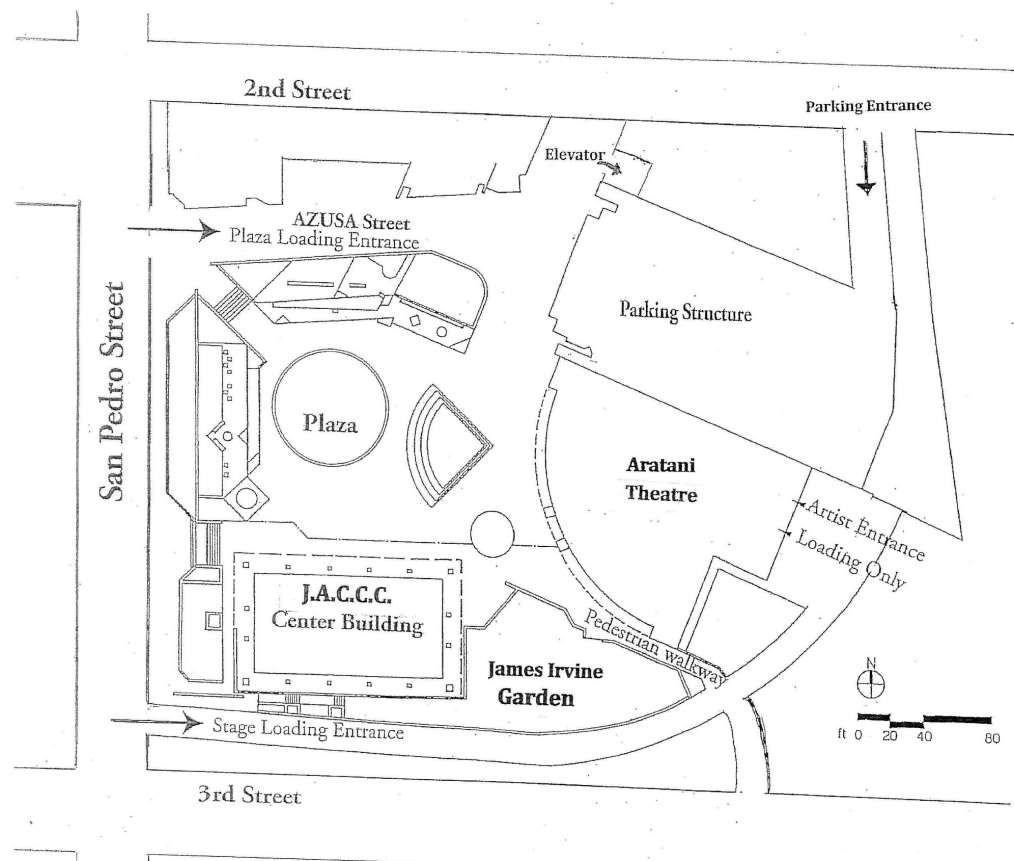 2nd Street
Parking Entrance
Elevator
AZUSA Street
Plaza Loading Entrance
San Pedro Street
Parking Structure
Plaza
Aratani
Theatre
Artist Entrance
Loading Only
J.A.C.C.C.
Center Building
Pedestrian walkway
James Irvine
Garden
N
ft 0 20 40 80
Stage Loading Entrance
3rd Street